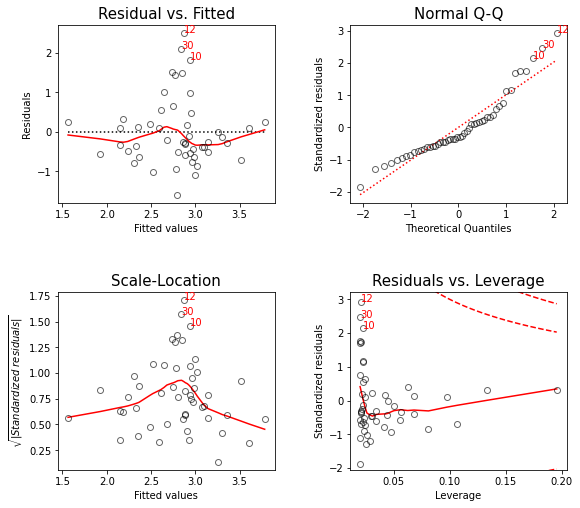 Residual vs. Fitted
12
30
10
2
1
0
−1
Residuals
1.5 2.0 2.5 3.0 3.5
Fitted values
Normal Q-Q
12
30
10
3
2
1
0
−1
−2
Standardized residuals
−2 −1 0 1 2
Theoretical Quantiles
Scale-Location
12
30
10
1.75
1.50
1.25
1.00
0.75
0.50
0.25
√|Standardized residuals|
1.5 2.0 2.5 3.0 3.5
Fitted values
Residuals vs. Leverage
12
30
10
3
2
1
0
−1
−2
Standardized residuals
0.05 0.10 0.15 0.20
Leverage